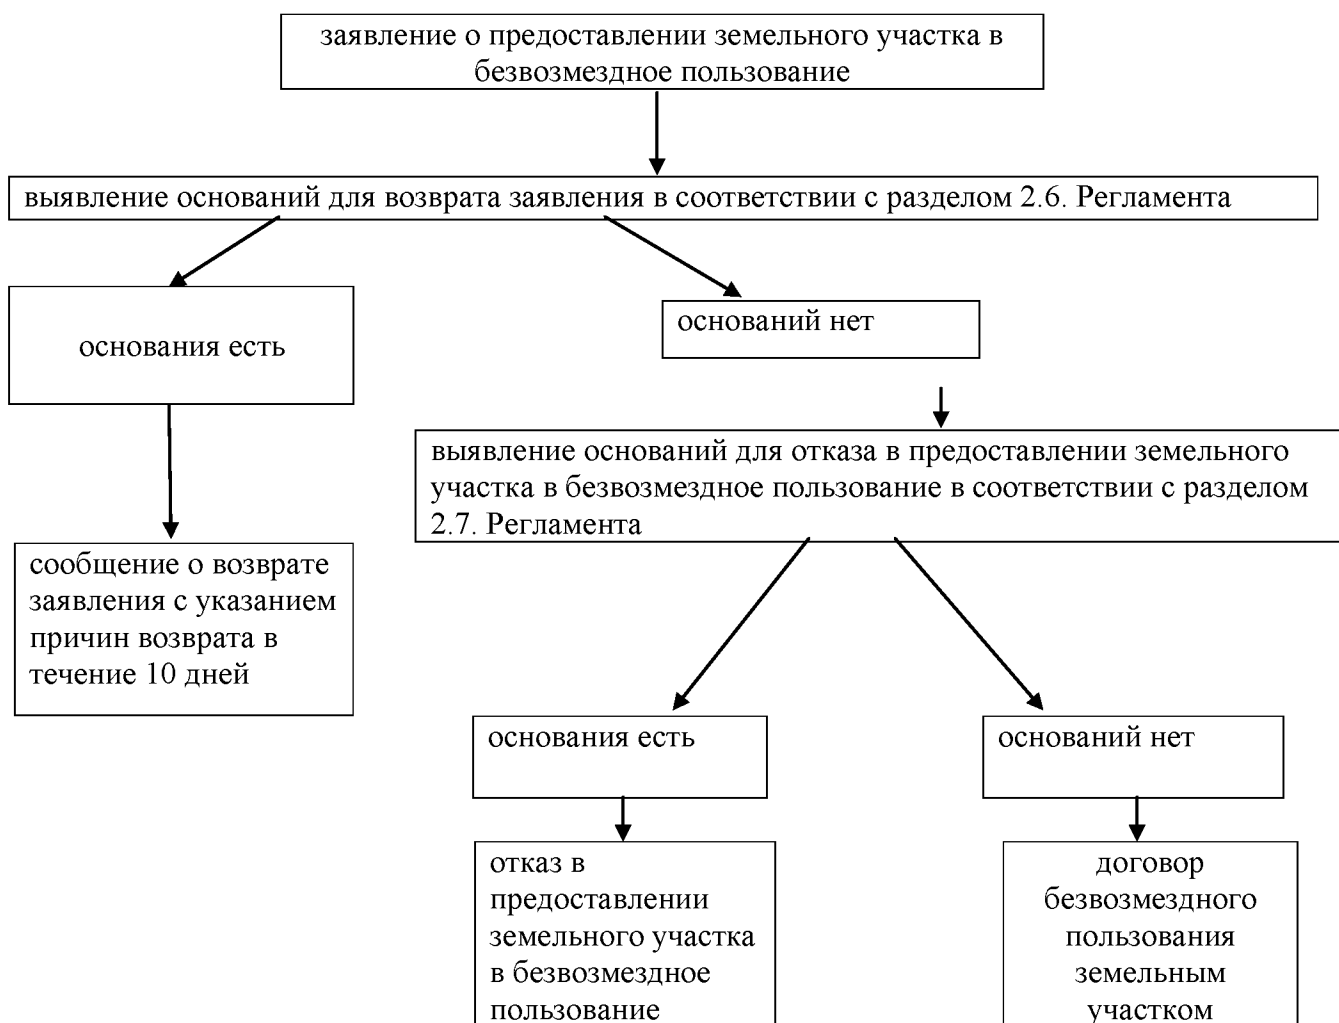 заявление о предоставлении земельного участка в
безвозмездное пользование
выявление оснований для возврата заявления в соответствии с разделом 2.6. Регламента
основания есть
оснований нет
выявление оснований для отказа в предоставлении земельного
участка в безвозмездное пользование в соответствии с разделом
2.7. Регламента
сообщение о возврате
заявления с указанием
причин возврата в
течение 10 дней
основания есть
оснований нет
отказ в
предоставлении
земельного участка
в безвозмездное
пользование
договор
безвозмездного
пользования
земельным
участком